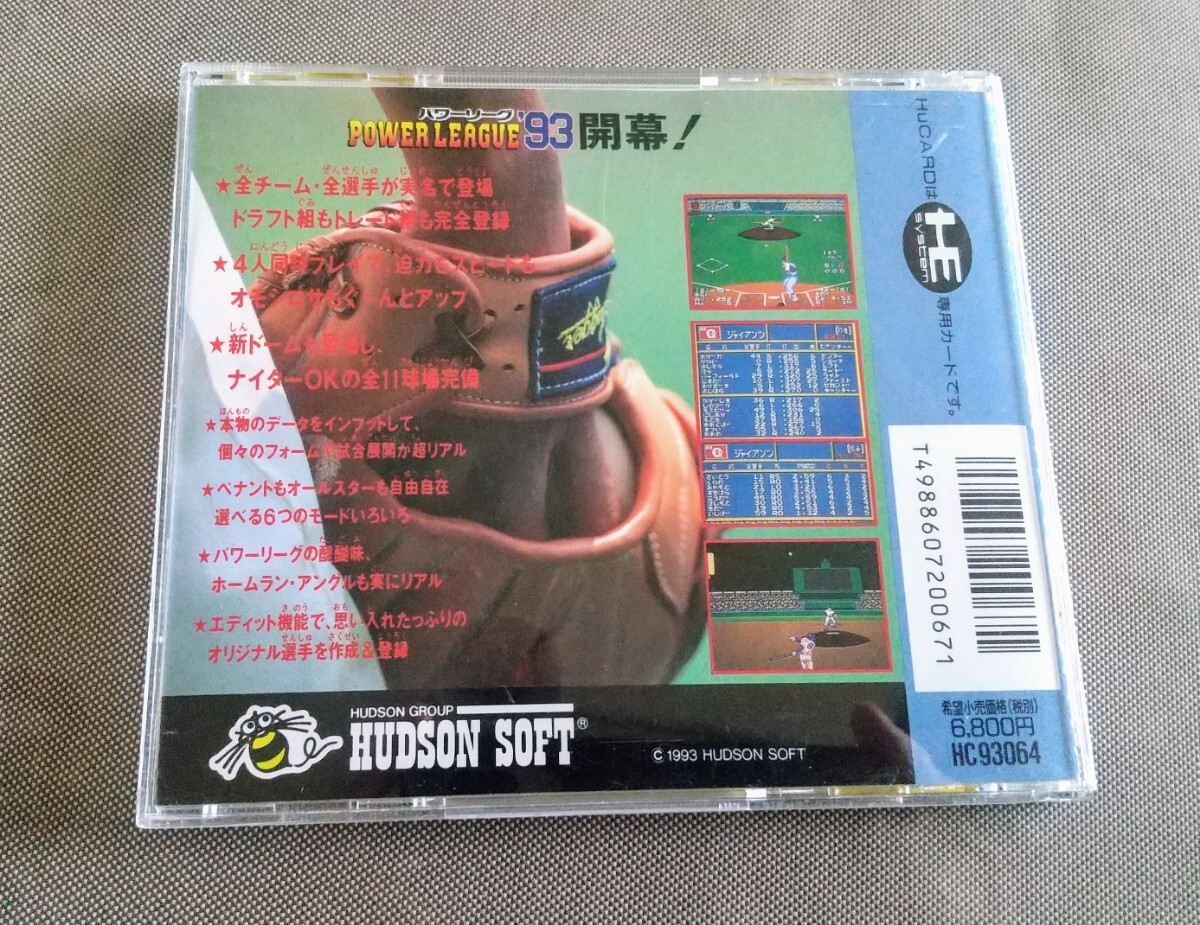 パワーリーグ
POWER LEAGUE '93 開幕!
★全チーム・全選手が実名で登場
ドラフト組もトレード組も完全登録
★4人同時プレイで、迫力もスピードも
オモシロサもぐーんとアップ
★新ドームも登場し、
ナイターOKの全11球場完備
★本物のデータをインプットして、
個々のフォームや試合展開が超リアル
★ペナントもオールスターも自由自在
選べる6つのモードいろいろ
★パワーリーグの醍醐味、
ホームラン・アングルも実にリアル
★エディット機能で、思い入れたっぷりの
オリジナル選手を作成&登録
ジャイアンツ
ジャイアンツ
HUDSON GROUP
HUDSON SOFT®
© 1993 HUDSON SOFT
HuCARDは
HE
system
専用カードです。
T4988607200671
希望小売価格(税別)
6,800円
HC93064